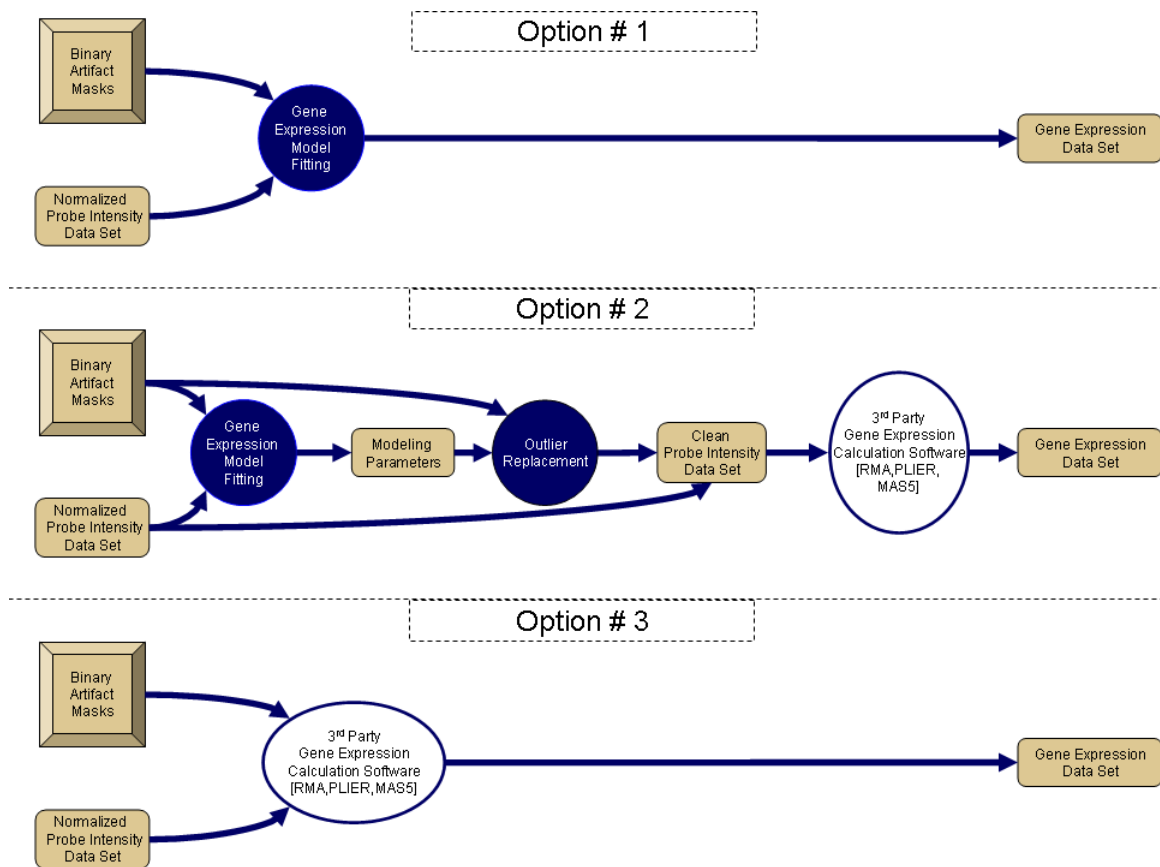 Option # 1
Binary
Artifact
Masks
Gene
Expression
Model
Fitting
Gene Expression
Data Set
Normalized
Probe Intensity
Data Set
Option # 2
Binary
Artifact
Masks
Gene
Expression
Model
Fitting
Modeling
Parameters
Outlier
Replacement
Clean
Probe Intensity
Data Set
3rd Party
Gene Expression
Calculation Software
[RMA,PLIER,
MAS5]
Gene Expression
Data Set
Normalized
Probe Intensity
Data Set
Option # 3
Binary
Artifact
Masks
3rd Party
Gene Expression
Calculation Software
[RMA,PLIER,MAS5]
Gene Expression
Data Set
Normalized
Probe Intensity
Data Set